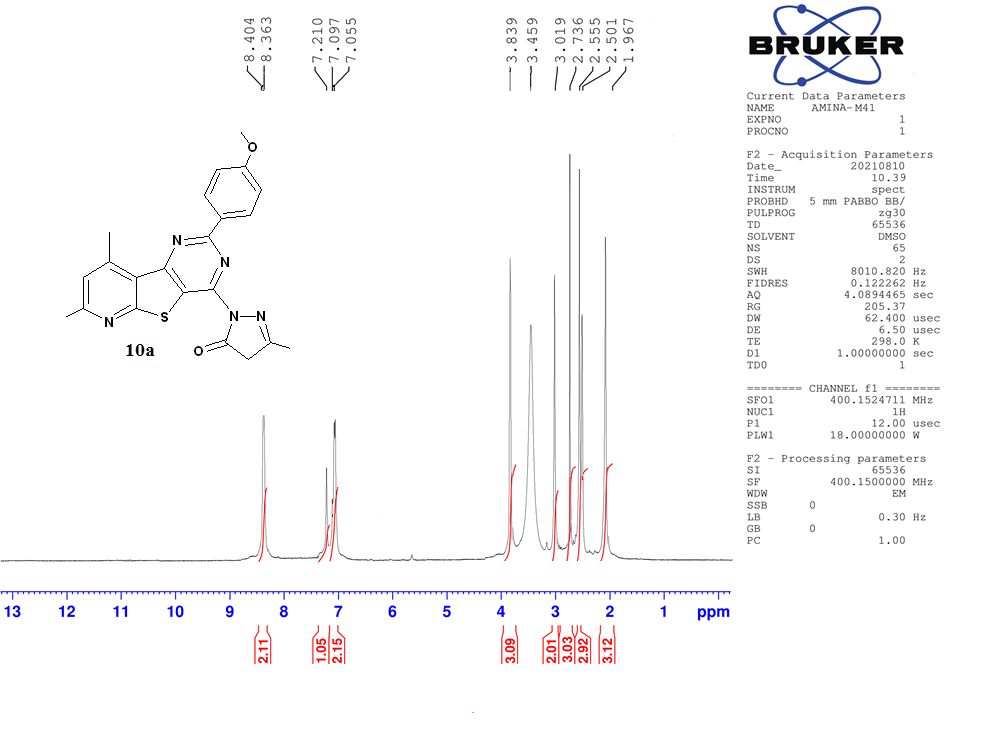 8.404
8.363
7.210
7.097
7.055
3.839
3.459
3.019
2.736
2.555
2.501
1.967
BRUKER
Current Data Parameters
NAME AMINA-M41
EXPNO 1
PROCNO 1
F2 - Acquisition Parameters
Date_ 20210810
Time 10.39
INSTRUM spect
PROBHD 5 mm PABBO BB/
PULPROG zg30
TD 65536
SOLVENT DMSO
NS 65
DS 2
SWH 8010.820 Hz
FIDRES 0.122262 Hz
AQ 4.0894465 sec
RG 205.37
DW 62.400 usec
DE 6.50 usec
TE 298.0 K
D1 1.00000000 sec
TD0 1
======== CHANNEL f1 ========
SFO1 400.1524711 MHz
NUC1 1H
P1 12.00 usec
PLW1 18.00000000 W
F2 - Processing parameters
SI 65536
SF 400.1500000 MHz
WDW EM
SSB 0
LB 0.30 Hz
GB 0
PC 1.00
O
N
N
N
S
N
N
O
10a
13 12 11 10 9 8 7 6 5 4 3 2 1 ppm
2.11
1.05
2.15
3.09
2.01
3.03
2.92
3.12